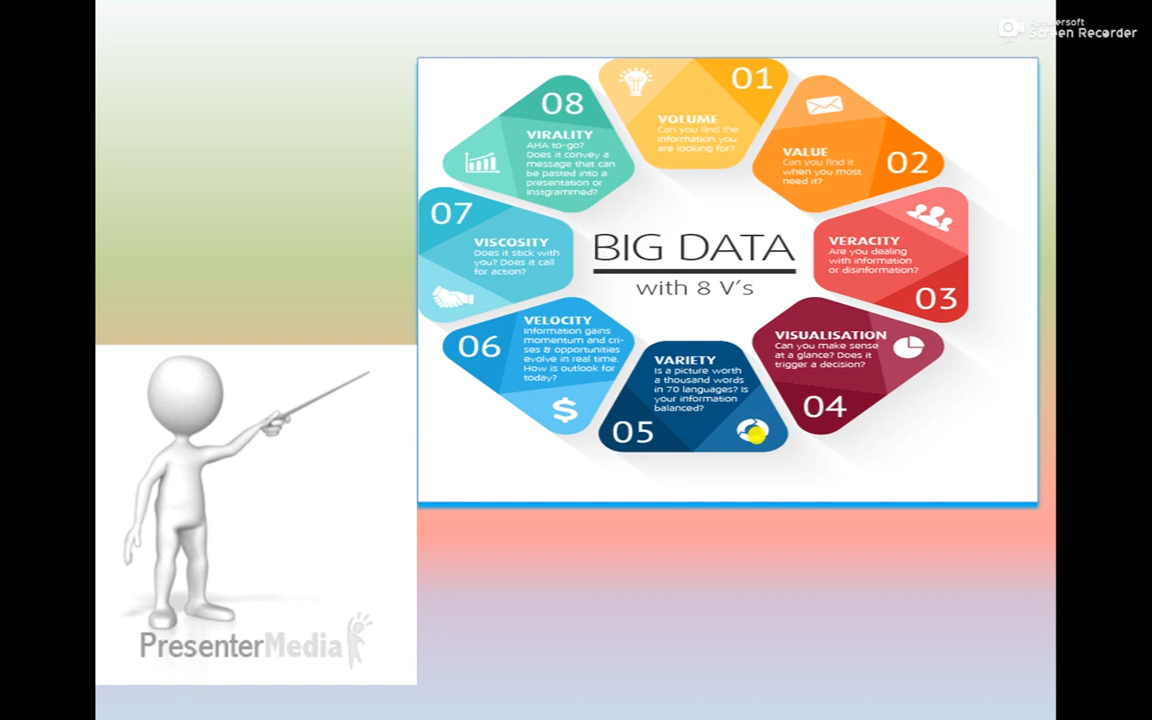 Apowersoft
Screen Recorder
01
VOLUME
Can you find the
information you
are looking for?
VALUE
Can you find it
when you most
need it?
02
VERACITY
Are you dealing
with information
or disinformation?
03
VISUALISATION
Can you make sense
at a glance? Does it
trigger a decision?
04
VARIETY
Is a picture worth
a thousand words
in 70 languages? Is
your information
balanced?
05
VELOCITY
Information gains
momentum and cri-
ses & opportunities
evolve in real time.
How is outlook for
today?
06
07
VISCOSITY
Does it stick with
you? Does it call
for action?
08
VIRALITY
AHA to-go?
Does it convey a
message that can
be pasted into a
presentation or
Instgrammed?
BIG DATA
with 8 V's
PresenterMedia